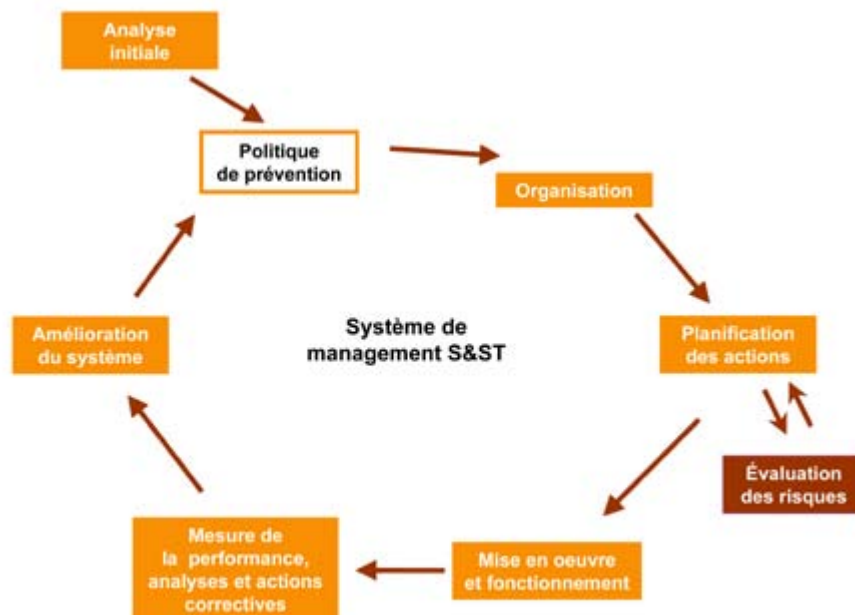 Analyse
initiale
Politique
de prévention
Organisation
Planification
des actions
Évaluation
des risques
Mise en oeuvre
et fonctionnement
Mesure de
la performance,
analyses et actions
correctives
Amélioration
du système
Système de
management S&ST